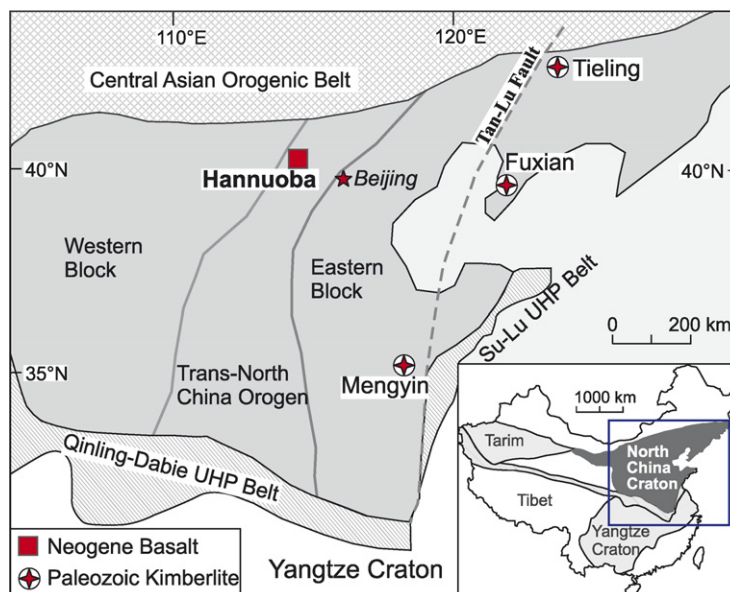 110°E
120°E
Central Asian Orogenic Belt
Tan-Lu Fault
Tieling
40°N
Hannuoba
Beijing
Fuxian
40°N
Western
Block
Eastern
Block
Su-Lu UHP Belt
0 200 km
35°N
Trans-North
China Orogen
Mengyin
Qinling-Dabie UHP Belt
1000 km
Tarim
North
China
Craton
Tibet
Yangtze
Craton
Neogene Basalt
Paleozoic Kimberlite
Yangtze Craton